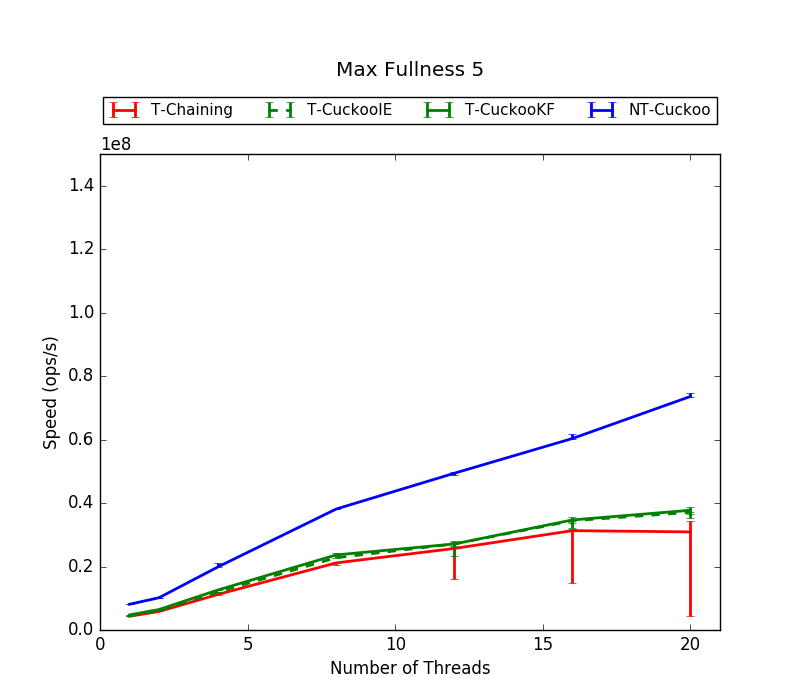 Max Fullness 5
T-Chaining T-CuckooIE T-CuckooKF NT-Cuckoo
1e8
1.4
1.2
1.0
0.8
0.6
0.4
0.2
0.0
Speed (ops/s)
0 5 10 15 20
Number of Threads